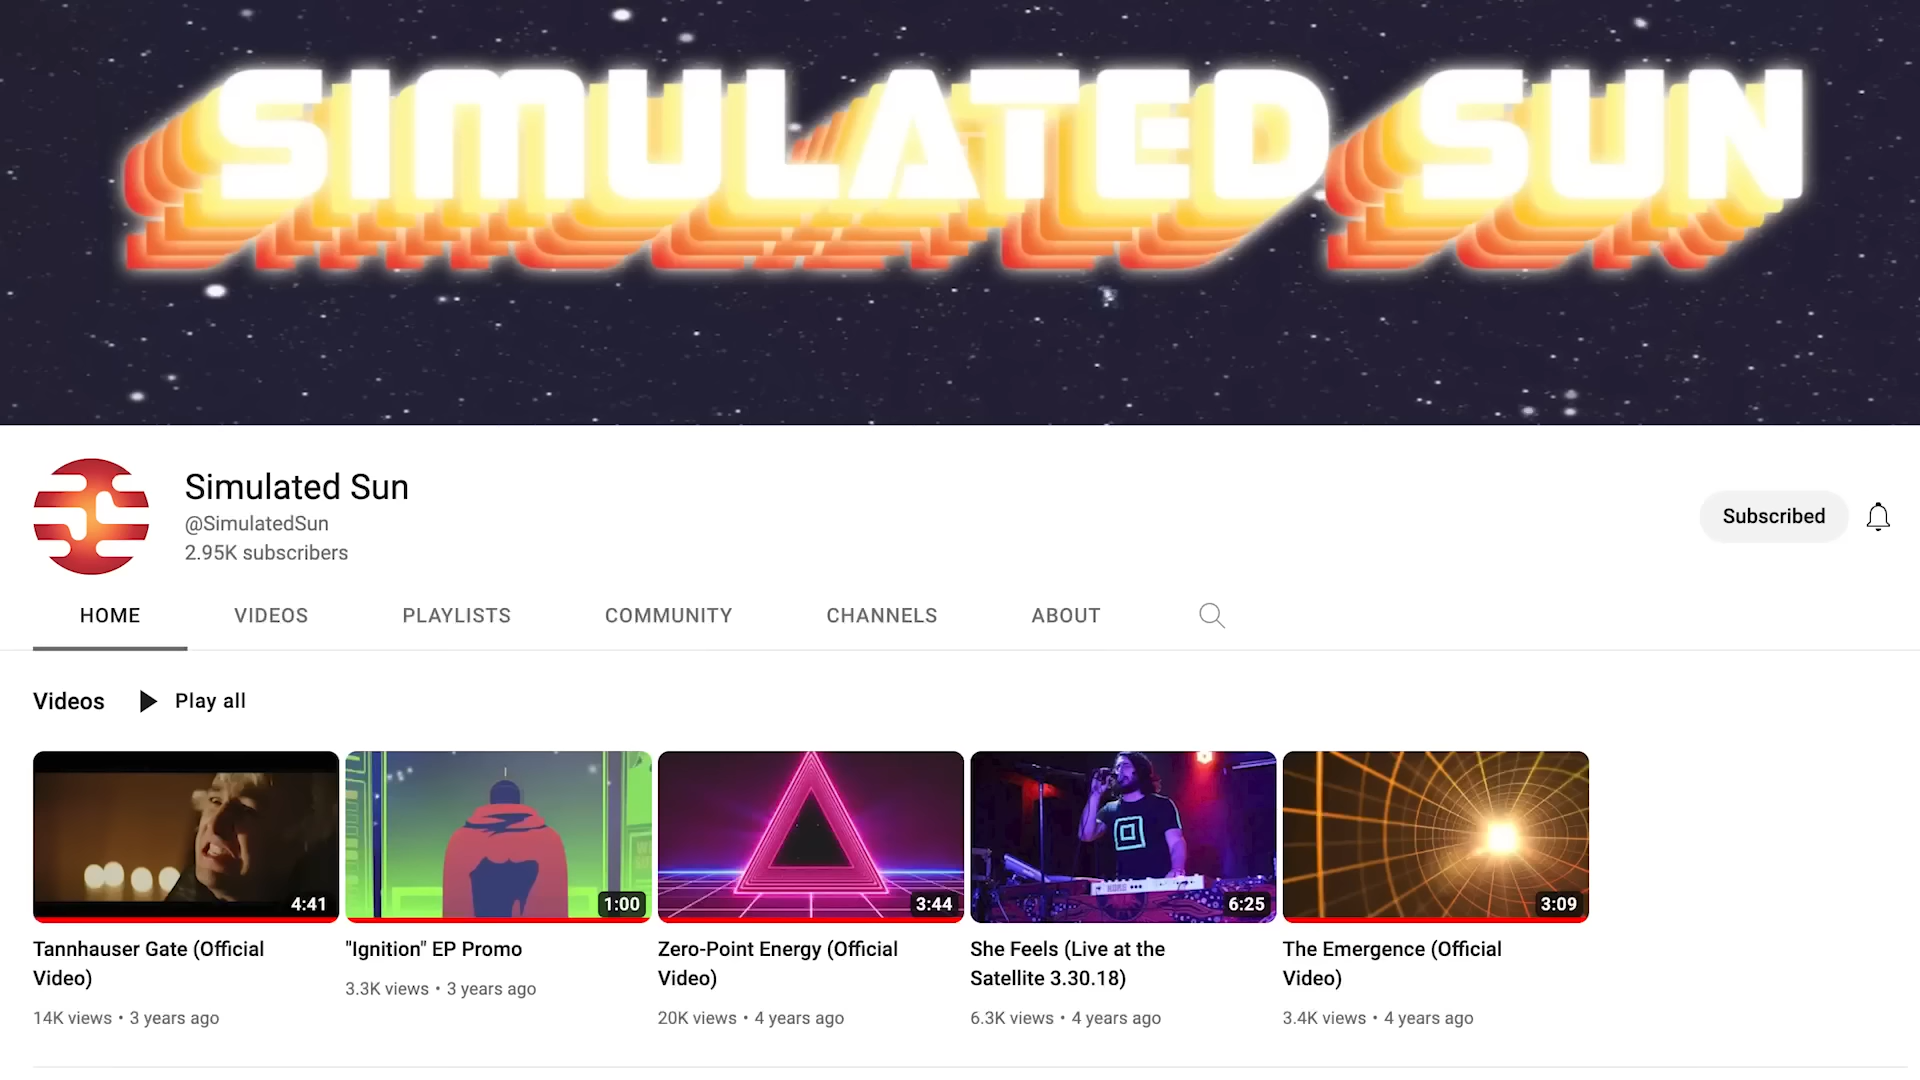 SIMULATED SUN
Simulated Sun
@SimulatedSun
2.95K subscribers
Subscribed
HOME
VIDEOS
PLAYLISTS
COMMUNITY
CHANNELS
ABOUT
Videos
Play all
4:41
1:00
3:44
KORG
6:25
3:09
Tannhauser Gate (Official
Video)
14K views • 3 years ago
"Ignition" EP Promo
3.3K views • 3 years ago
Zero-Point Energy (Official
Video)
20K views • 4 years ago
She Feels (Live at the
Satellite 3.30.18)
6.3K views • 4 years ago
The Emergence (Official
Video)
3.4K views • 4 years ago